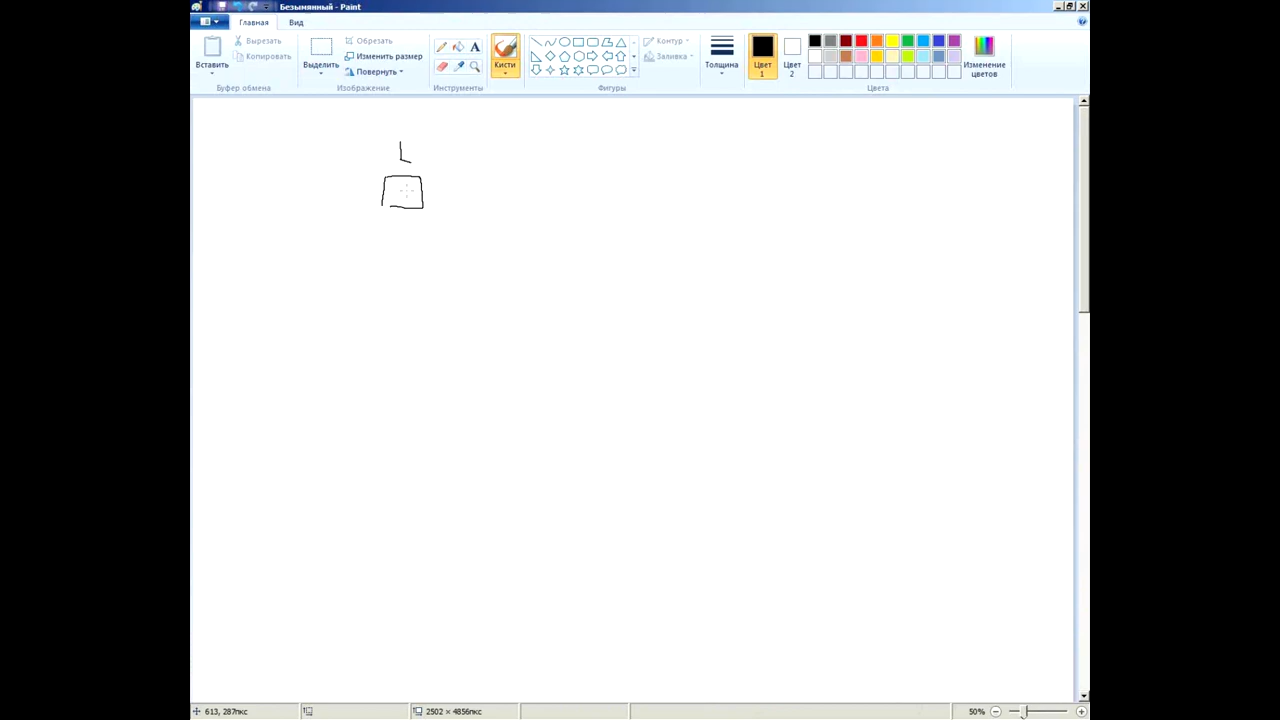 Безымянный - Paint
Главная Вид
Вставить
Вырезать
Копировать
Буфер обмена
Выделить
Обрезать
Изменить размер
Повернуть
Изображение
A
Инструменты
Кисти
Контур
Заливка
Фигуры
Толщина
Цвет
1
Цвет
2
Изменение
цветов
Цвета
L
613, 287пкс 2502 × 4856пкс 50%